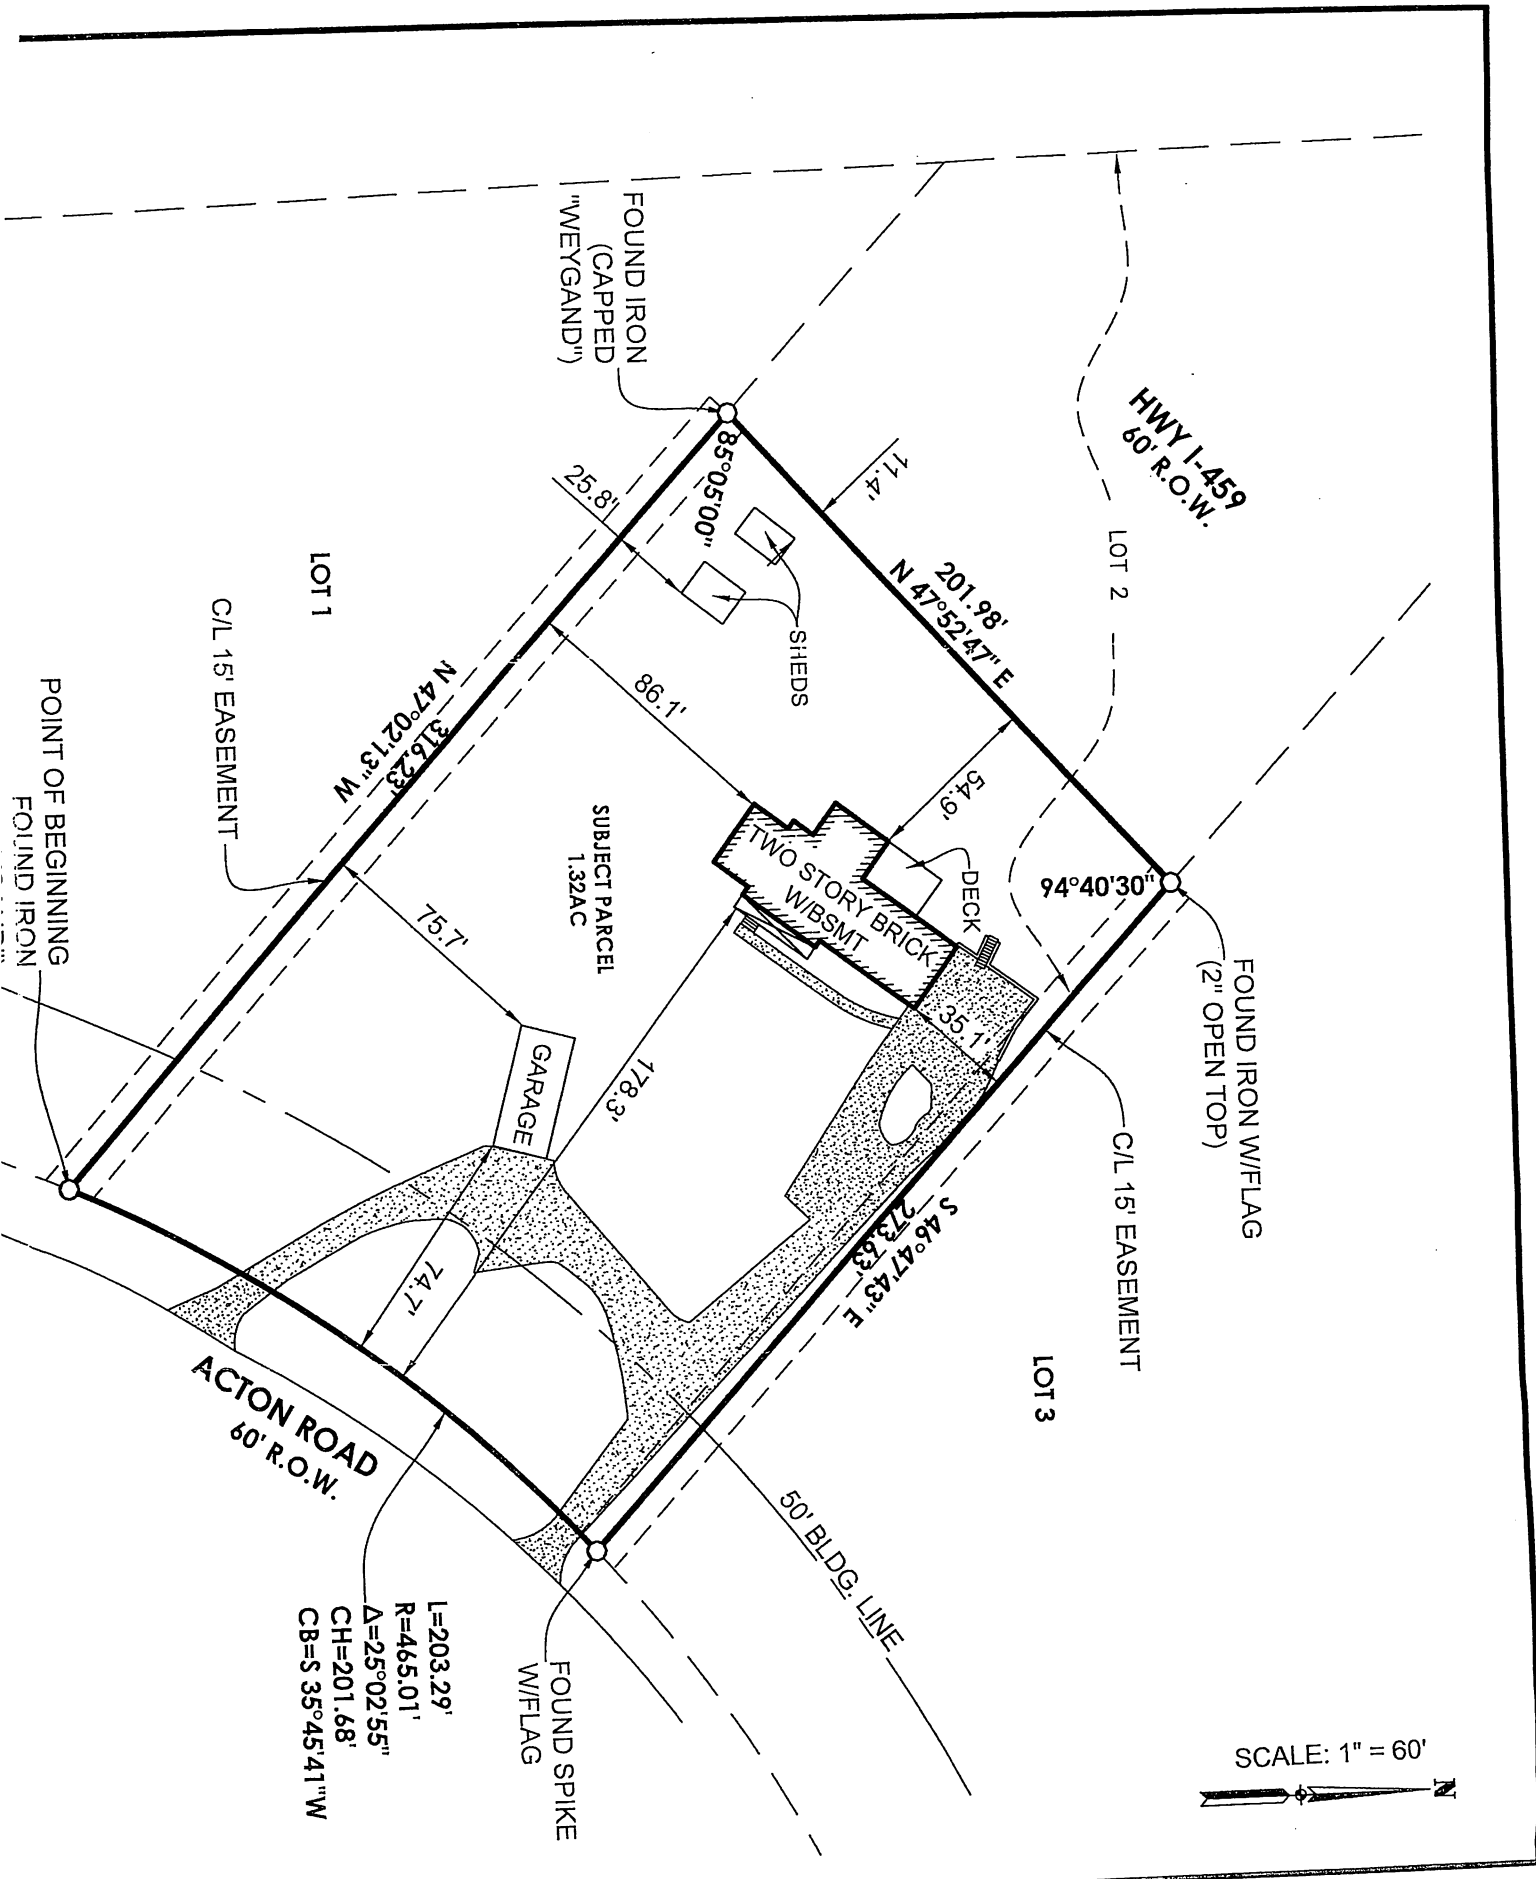 HWY I-459
60' R.O.W.
LOT 2
FOUND IRON
(CAPPED
"WEYGAND")
85°05'00"
11.4'
201.98'
N 47°52'47" E
25.8'
SHEDS
86.1'
54.9'
LOT 1
C/L 15' EASEMENT
N 47°02'13" W
316.23'
SUBJECT PARCEL
1.32AC
TWO STORY BRICK
W/BSMT
DECK
94°40'30"
FOUND IRON W/FLAG
(2" OPEN TOP)
POINT OF BEGINNING
FOUND IRON
75.7'
GARAGE
178.3'
35.1'
C/L 15' EASEMENT
S 46°47'43" E
273.63'
LOT 3
74.7'
ACTON ROAD
60' R.O.W.
50' BLDG. LINE
L=203.29'
R=465.01'
Δ=25°02'55"
CH=201.68'
CB=S 35°45'41"W
FOUND SPIKE
W/FLAG
SCALE: 1" = 60'
N